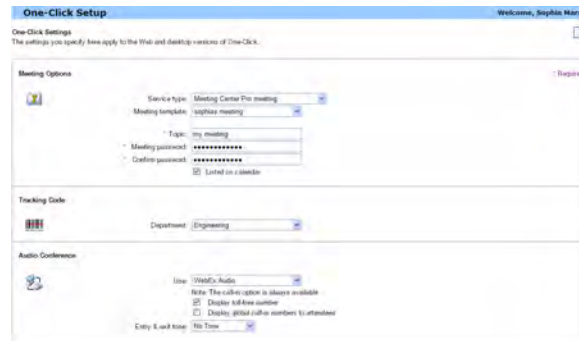 One-Click Setup
Welcome, Sophia Mar
One-Click Settings
The settings you specify here apply to the Web and desktop versions of One-Click.
Meeting Options
* Requir
Service type: Meeting Center Pro meeting
Meeting template: sophias meeting
* Topic: my meeting
* Meeting password: ••••••••••••
* Confirm password: ••••••••••••
Listed on calendar
Tracking Code
Department: Engineering
Audio Conference
Use: WebEx Audio
Note: The call-in option is always available
Display toll-free number
Display global call-in numbers to attendees
Entry & exit tone: No Tone